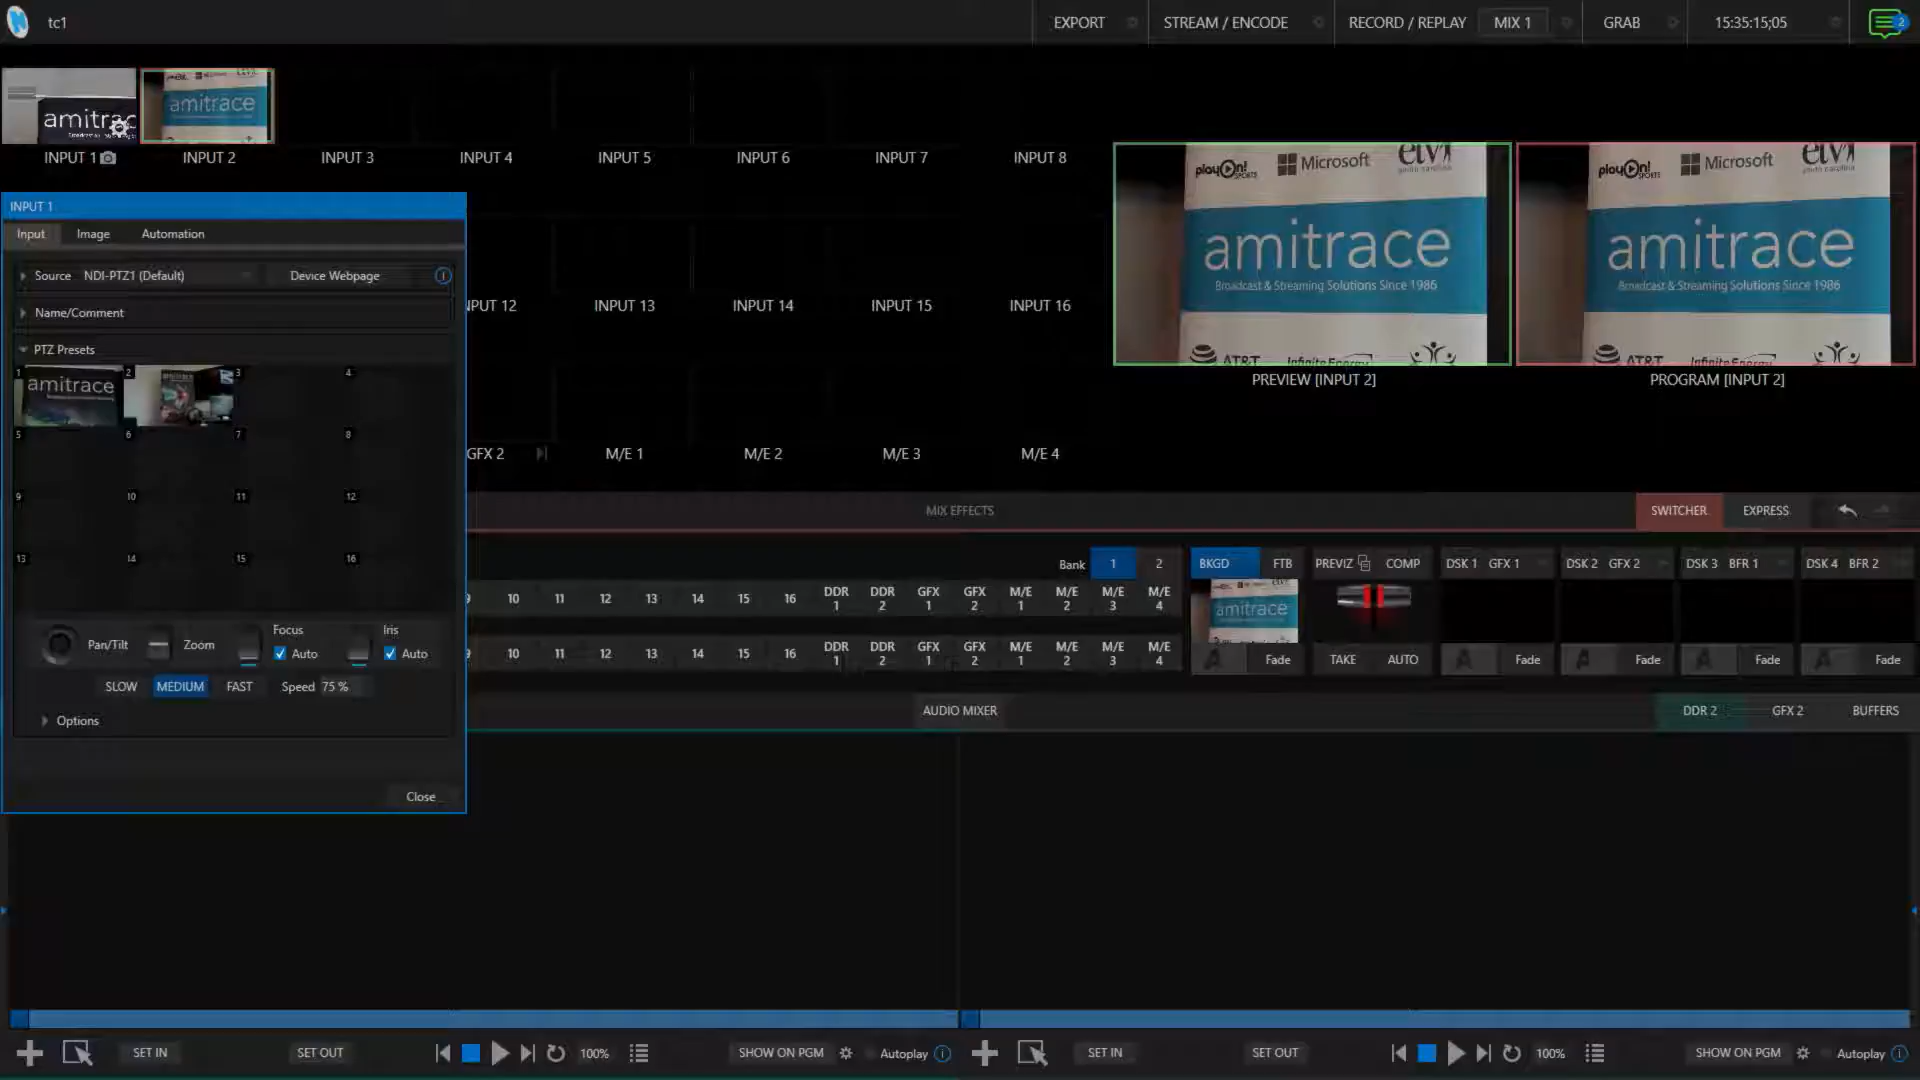 tc1
EXPORT
STREAM / ENCODE
RECORD / REPLAY
MIX 1
GRAB
15:35:15;05
2
amitrac
amitrace
INPUT 1
INPUT 2
INPUT 3
INPUT 4
INPUT 5
INPUT 6
INPUT 7
INPUT 8
playOn! SPORTS
Microsoft
amitrace
Broadcast & Streaming Solutions Since 1986
AT&T
Infinite Energy
PREVIEW [INPUT 2]
playOn! SPORTS
Microsoft
amitrace
Broadcast & Streaming Solutions Since 1986
AT&T
Infinite Energy
PROGRAM [INPUT 2]
INPUT 1
Input
Image
Automation
Source NDI-PTZ1 (Default)
Device Webpage
Name/Comment
PTZ Presets
1 amitrace
2
3
4
5
6
7
8
9
10
11
12
13
14
15
16
Pan/Tilt
Zoom
Focus
Auto
Iris
Auto
SLOW
MEDIUM
FAST
Speed 75 %
Options
Close
PUT 12
INPUT 13
INPUT 14
INPUT 15
INPUT 16
GFX 2
M/E 1
M/E 2
M/E 3
M/E 4
MIX EFFECTS
SWITCHER
EXPRESS
Bank
1
2
9 10 11 12 13 14 15 16 DDR 1 DDR 2 GFX 1 GFX 2 M/E 1 M/E 2 M/E 3 M/E 4
10 11 12 13 14 15 16 DDR 1 DDR 2 GFX 1 GFX 2 M/E 1 M/E 2 M/E 3 M/E 4
BKGD
FTB
amitrace
Fade
PREVIZ
COMP
TAKE
AUTO
DSK 1 GFX 1
Fade
DSK 2 GFX 2
Fade
DSK 3 BFR 1
Fade
DSK 4 BFR 2
Fade
AUDIO MIXER
DDR 2
GFX 2
BUFFERS
SET IN
SET OUT
100%
SHOW ON PGM
Autoplay
SET IN
SET OUT
100%
SHOW ON PGM
Autoplay